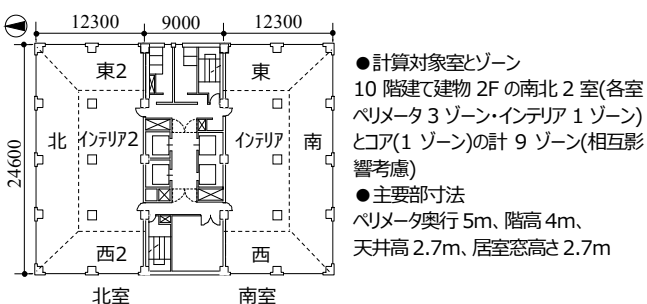 12300 9000 12300
24600
東2 東
北 インテリア2 インテリア 南
西2 西
北室 南室
●計算対象室とゾーン
10 階建て建物 2F の南北 2 室(各室
ペリメータ 3 ゾーン・インテリア 1 ゾーン)
とコア(1 ゾーン)の計 9 ゾーン(相互影
響考慮)
●主要部寸法
ペリメータ奥行 5m、階高 4m、
天井高 2.7m、居室窓高さ 2.7m